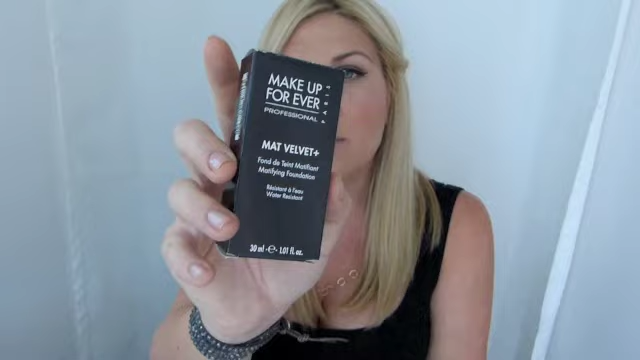 MAKE UP
FOR EVER
PROFESSIONAL
PARIS
MAT VELVET+
Fond de Teint Matifiant
Matifying Foundation
Résistant à l'eau
Water Resistant
30 ml - e - 1.01 fl. oz.